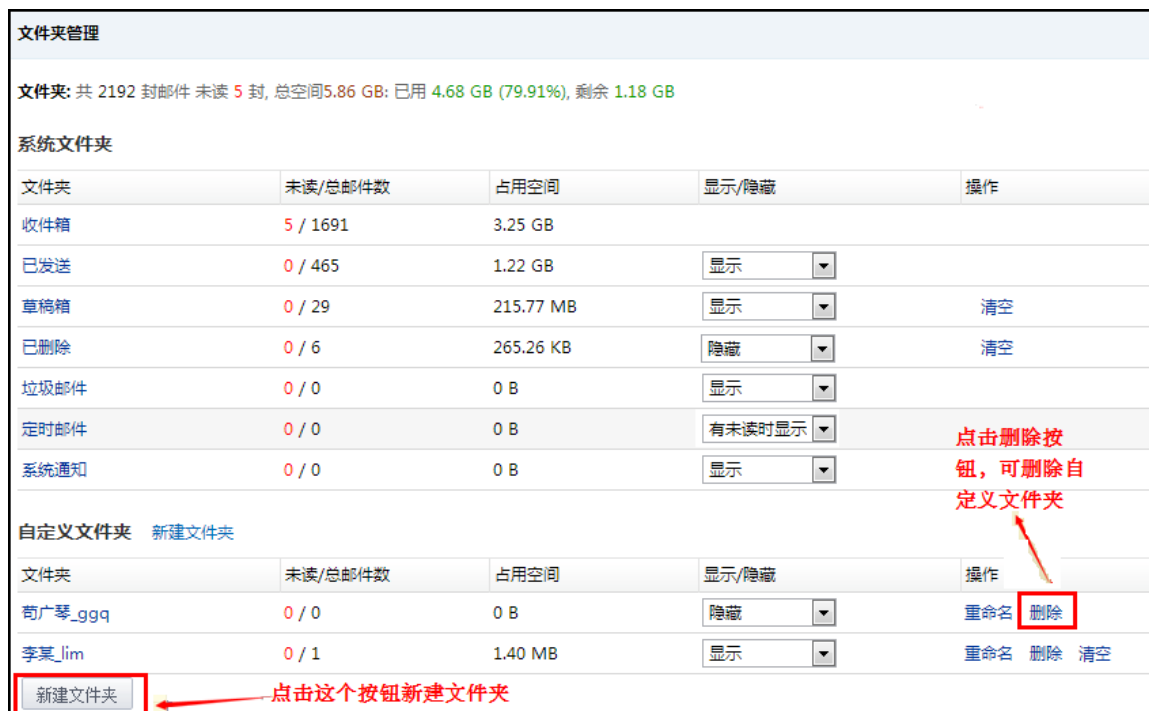 文件夹管理
文件夹: 共 2192 封邮件 未读 5 封, 总空间5.86 GB: 已用 4.68 GB (79.91%), 剩余 1.18 GB
系统文件夹
文件夹 未读/总邮件数 占用空间 显示/隐藏 操作
收件箱 5 / 1691 3.25 GB
已发送 0 / 465 1.22 GB 显示
草稿箱 0 / 29 215.77 MB 显示 清空
已删除 0 / 6 265.26 KB 隐藏 清空
垃圾邮件 0 / 0 0 B 显示
定时邮件 0 / 0 0 B 有未读时显示
系统通知 0 / 0 0 B 显示
点击删除按
钮，可删除自
定义文件夹
自定义文件夹 新建文件夹
文件夹 未读/总邮件数 占用空间 显示/隐藏 操作
荀广琴_ggq 0 / 0 0 B 隐藏 重命名 删除
李某_lim 0 / 1 1.40 MB 显示 重命名 删除 清空
新建文件夹 点击这个按钮新建文件夹